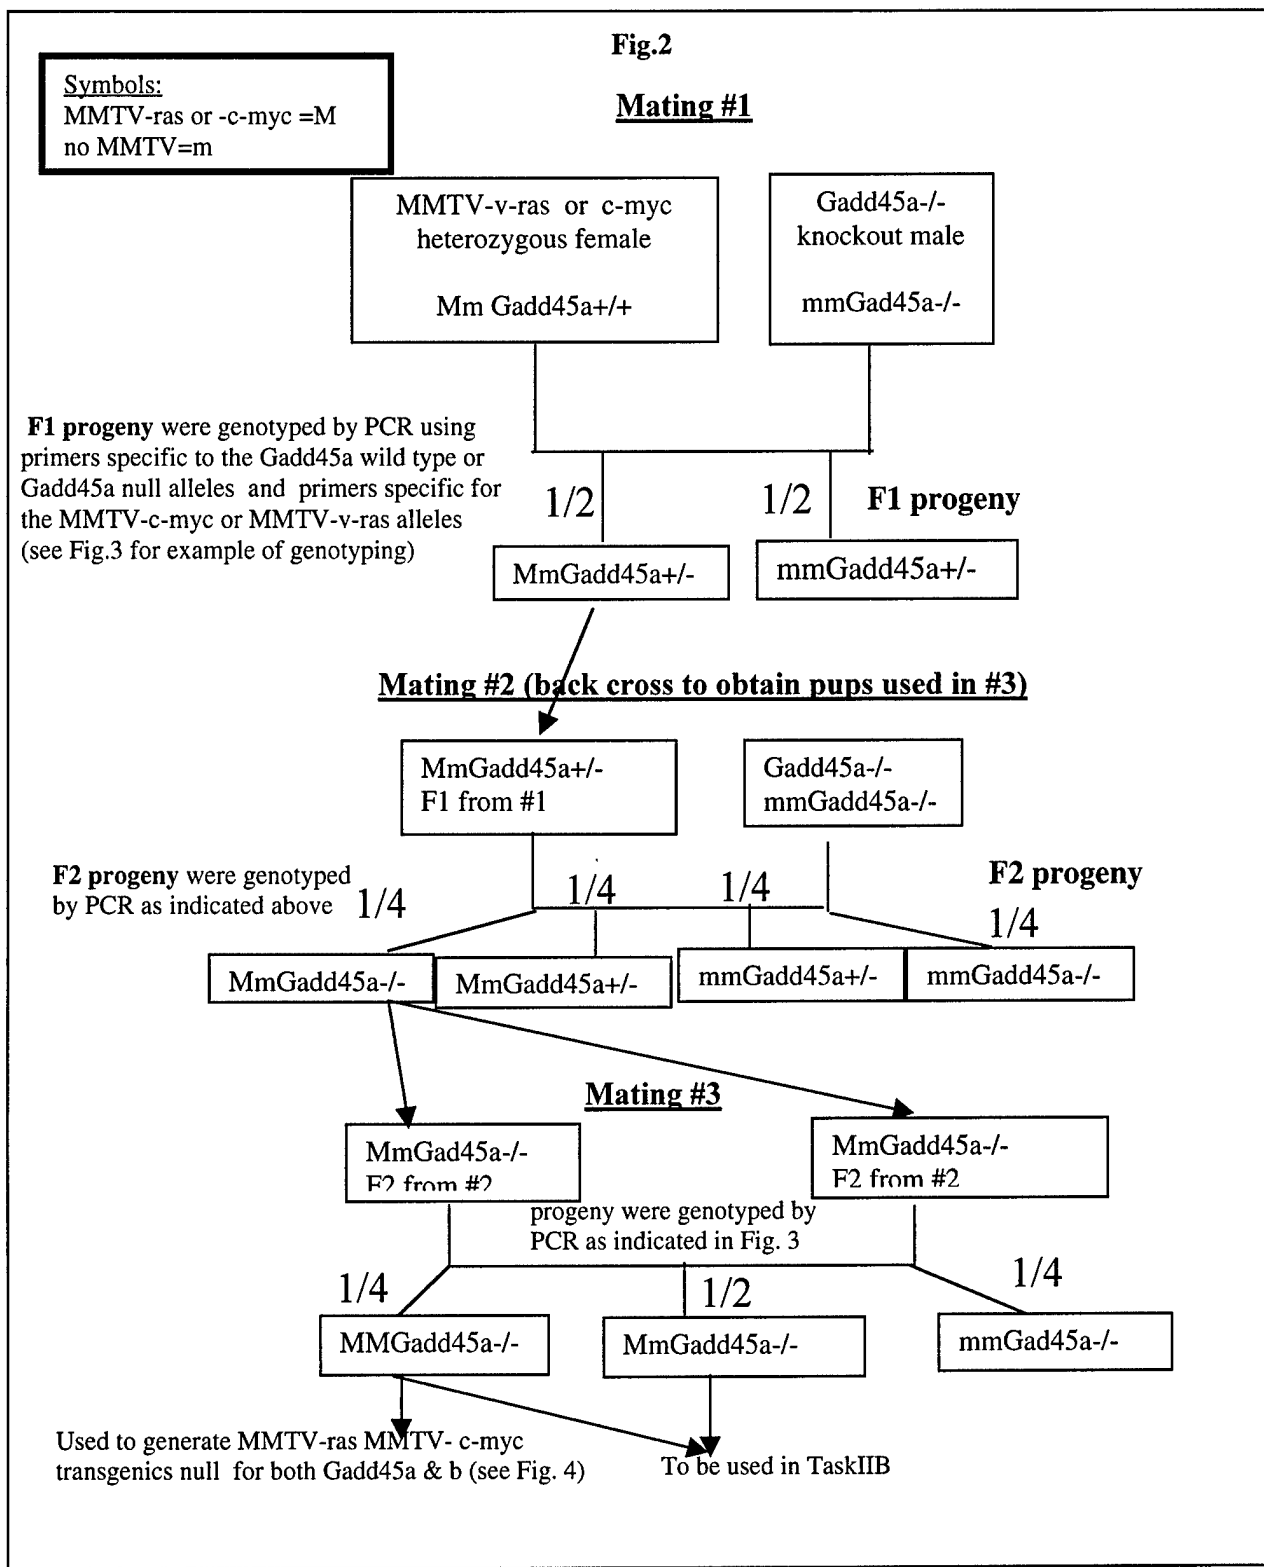 Fig.2
Symbols:
MMTV-ras or -c-myc =M
no MMTV=m
Mating #1
MMTV-v-ras or c-myc
heterozygous female
Mm Gadd45a+/+
Gadd45a-/-
knockout male
mmGad45a-/-
F1 progeny were genotyped by PCR using
primers specific to the Gadd45a wild type or
Gadd45a null alleles and primers specific for
the MMTV-c-myc or MMTV-v-ras alleles
(see Fig.3 for example of genotyping)
1/2
1/2
F1 progeny
MmGadd45a+/-
mmGadd45a+/-
Mating #2 (back cross to obtain pups used in #3)
MmGadd45a+/-
F1 from #1
Gadd45a-/-
mmGadd45a-/-
F2 progeny were genotyped
by PCR as indicated above
1/4
1/4
1/4
F2 progeny
1/4
MmGadd45a-/-
MmGadd45a+/-
mmGadd45a+/-
mmGadd45a-/-
Mating #3
MmGad45a-/-
F2 from #2
MmGadd45a-/-
F2 from #2
progeny were genotyped by
PCR as indicated in Fig. 3
1/4
1/2
1/4
MMGadd45a-/-
MmGadd45a-/-
mmGad45a-/-
Used to generate MMTV-ras MMTV- c-myc
transgenics null for both Gadd45a & b (see Fig. 4)
To be used in TaskIIB